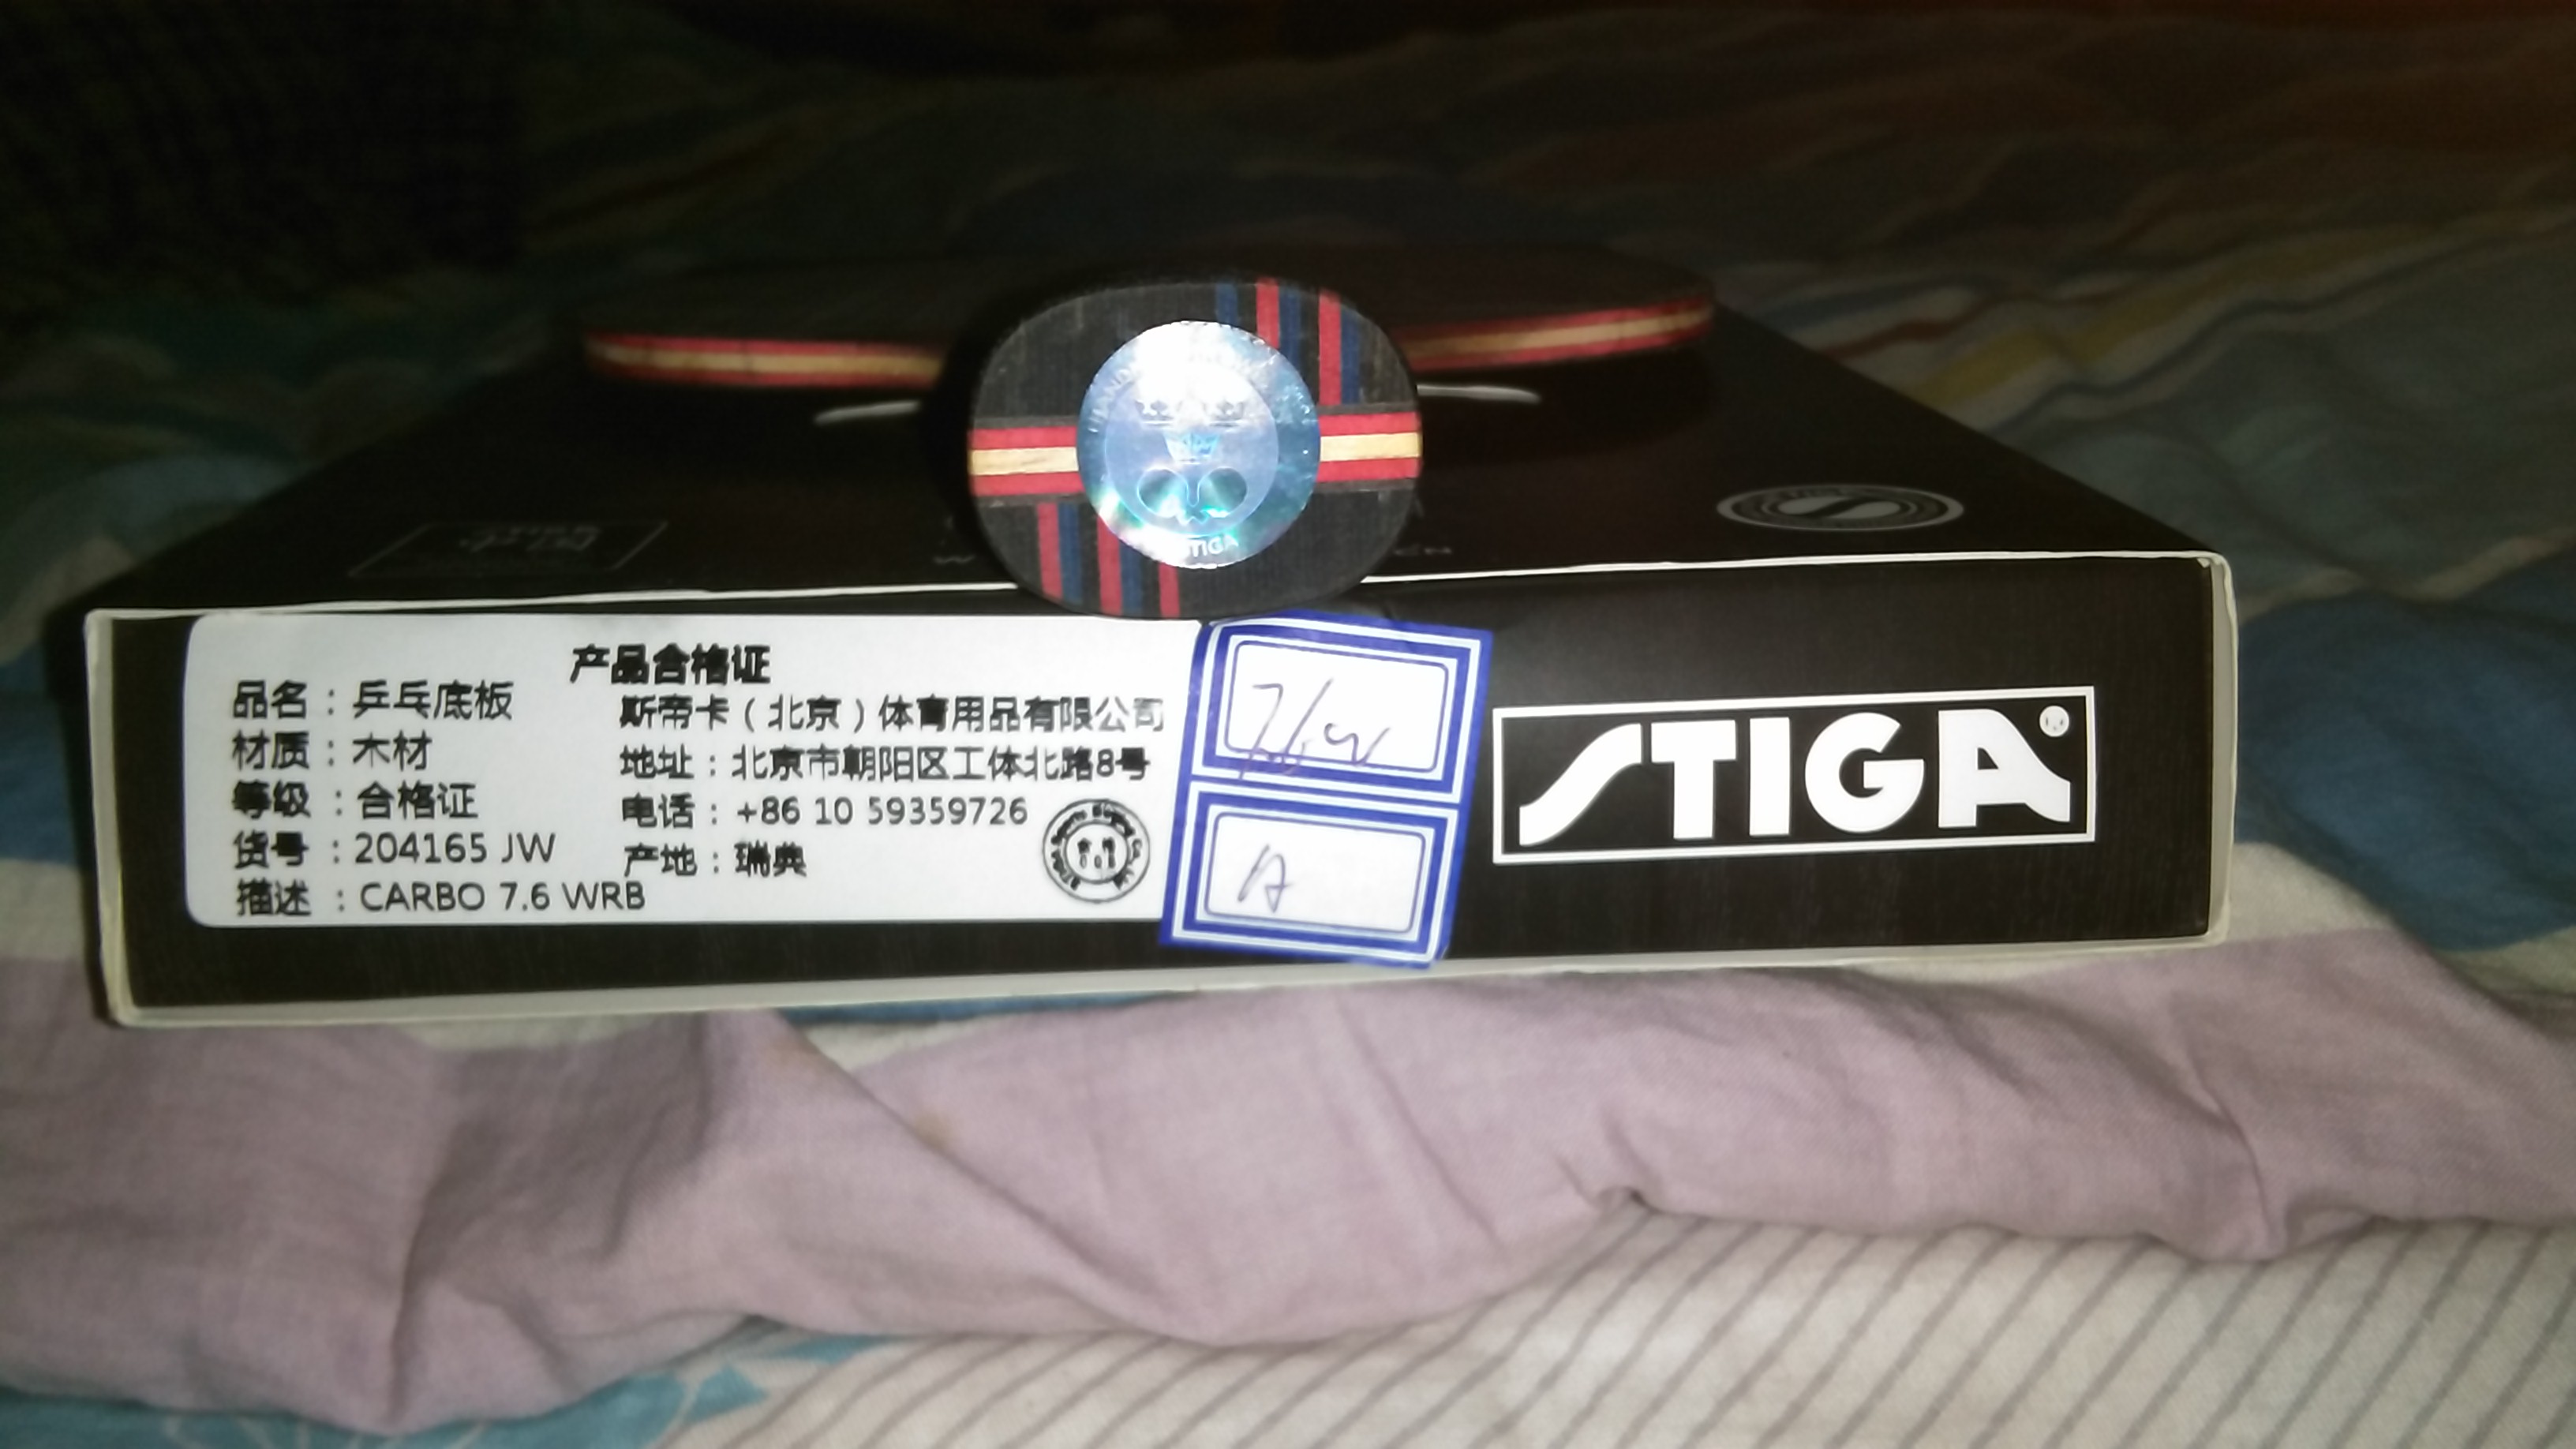 STIGA
产品合格证
品名：乒乓底板
材质：木材
等级：合格证
货号：204165 JW
描述：CARBO 7.6 WRB
斯帝卡（北京）体育用品有限公司
地址：北京市朝阳区工体北路8号
电话：+86 10 59359726
产地：瑞典
A
STIGA